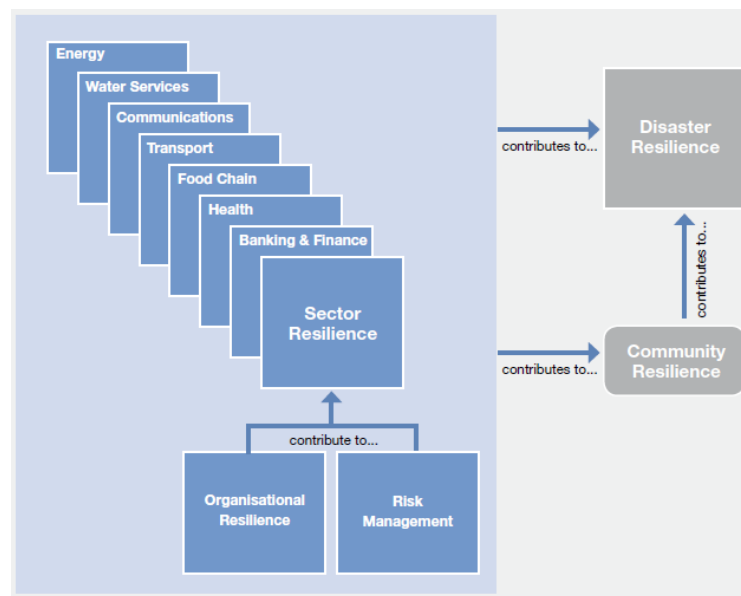 Energy
Water Services
Communications
Transport
Food Chain
Health
Banking & Finance
Sector
Resilience
contribute to...
Organisational
Resilience
Risk
Management
contributes to...
Disaster
Resilience
contributes to...
contributes to...
Community
Resilience